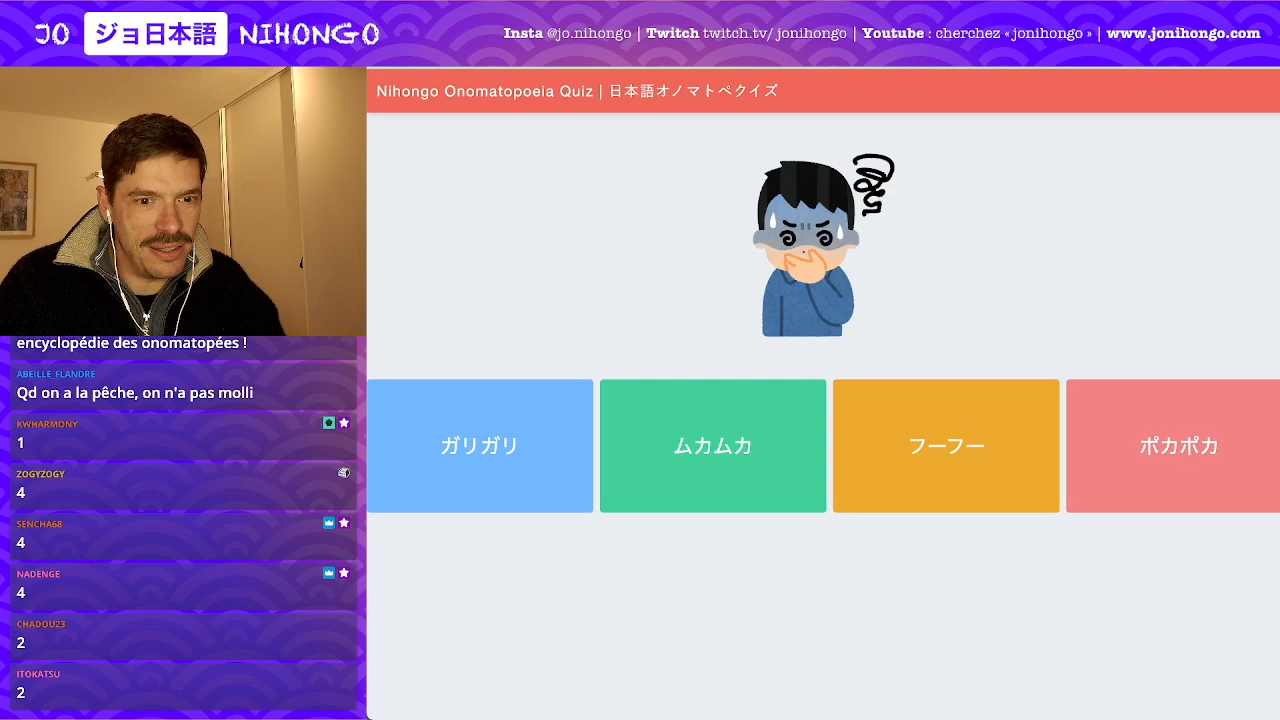 JO ジョ日本語 NIHONGO
Insta @jo.nihongo | Twitch twitch.tv/jonihongo | Youtube : cherchez « jonihongo » | www.jonihongo.com
Nihongo Onomatopoeia Quiz | 日本語オノマトペクイズ
ガリガリ
ムカムカ
フーフー
ポカポカ
encyclopédie des onomatopées !
ABEILLE_FLANDRE
Qd on a la pêche, on n'a pas molli
KWHARMONY
1
ZOGYZOGY
4
SENCHA68
4
NADENGE
4
CHADOU23
2
ITOKATSU
2